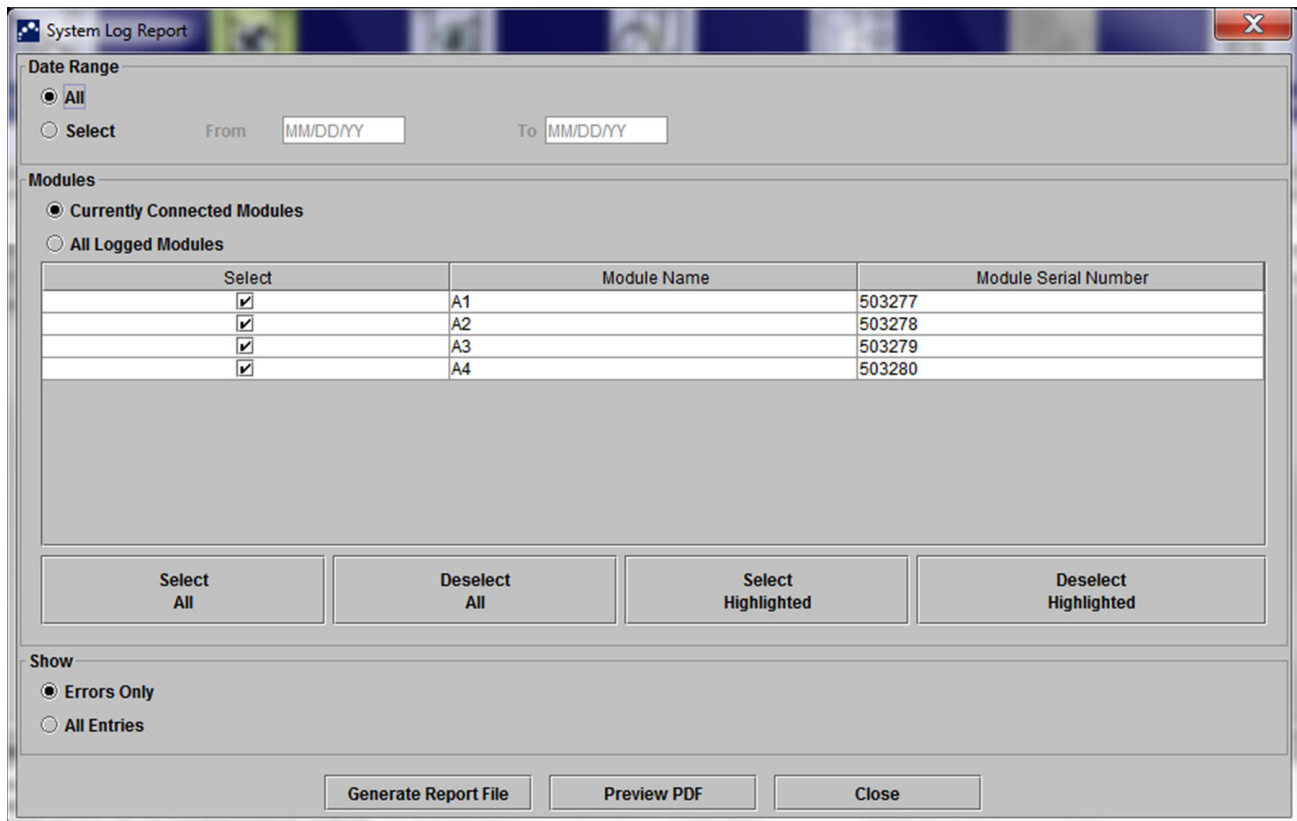 System Log Report
Date Range
All
Select From MM/DD/YY To MM/DD/YY
Modules
Currently Connected Modules
All Logged Modules
Select Module Name Module Serial Number
A1 503277
A2 503278
A3 503279
A4 503280
Select All Deselect All Select Highlighted Deselect Highlighted
Show
Errors Only
All Entries
Generate Report File Preview PDF Close